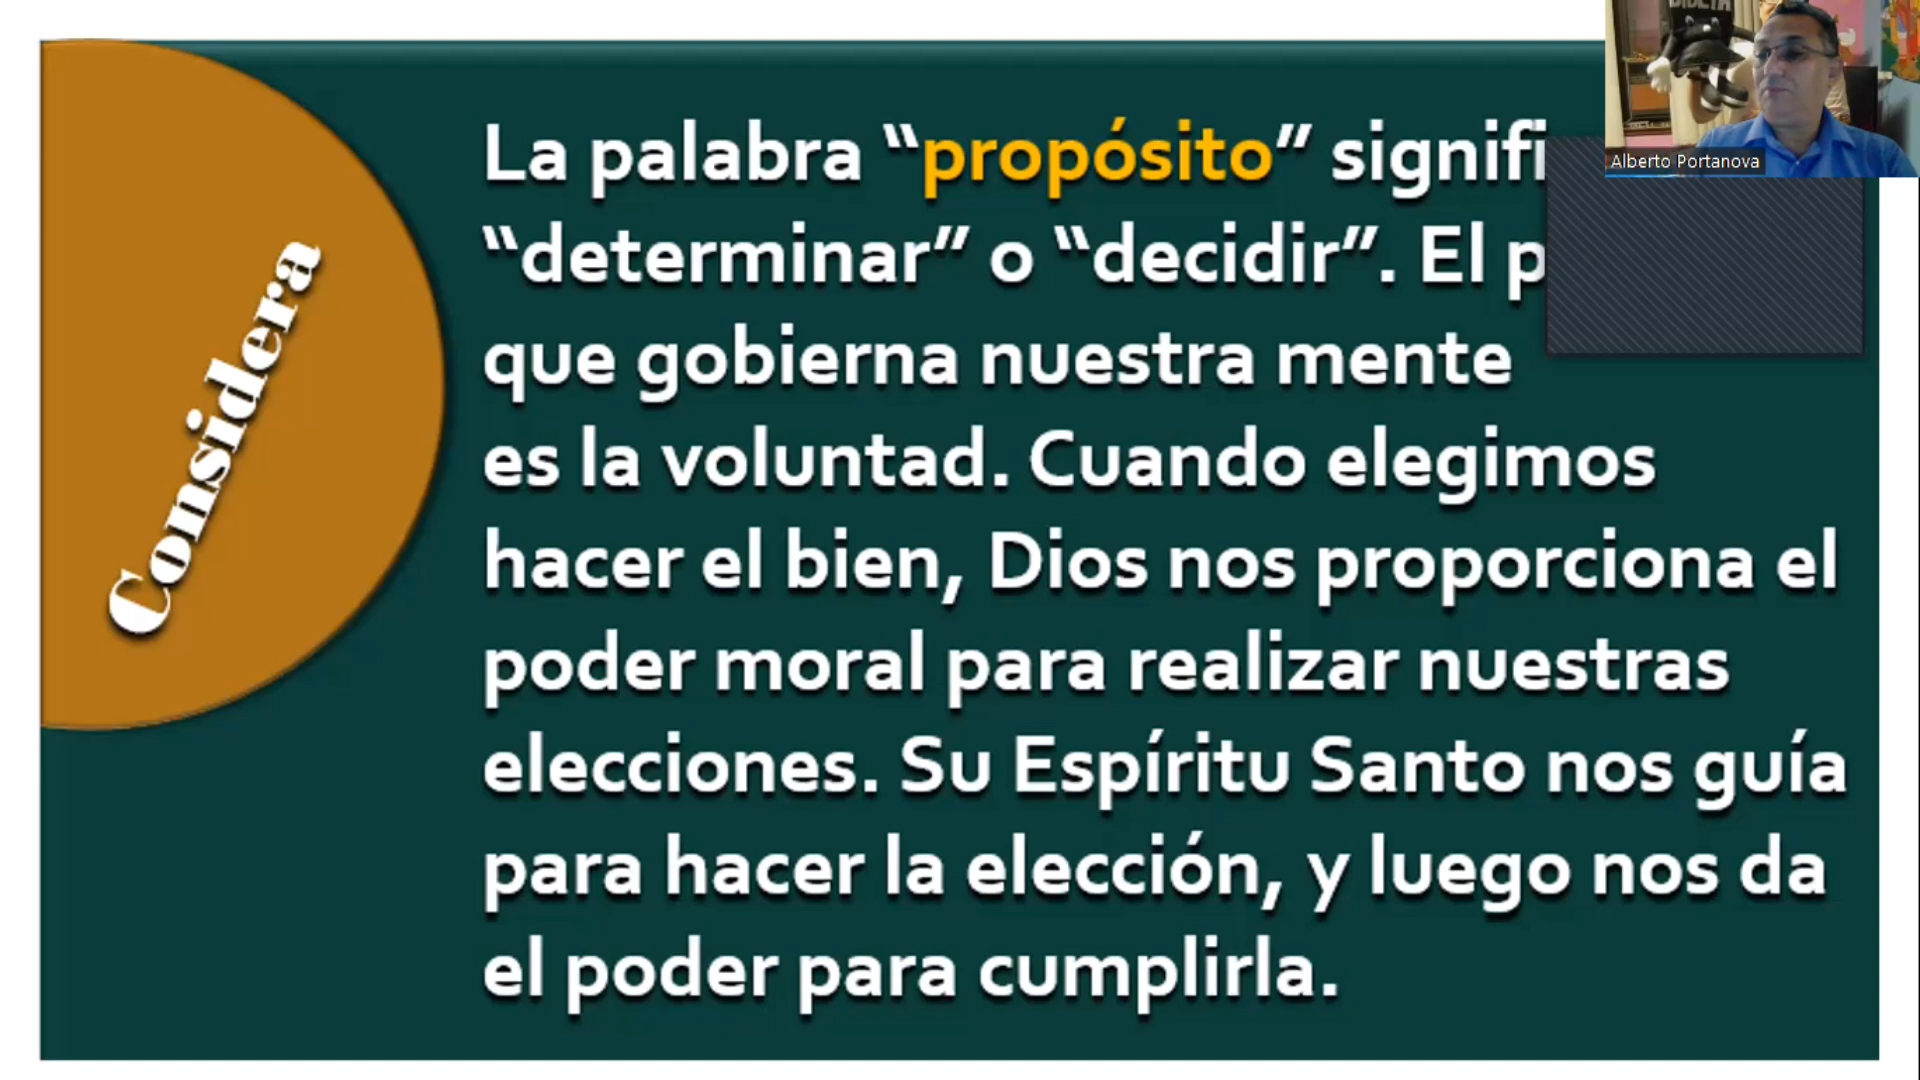 Considera
La palabra “propósito”
“determinar” o “decidir”. El
que gobierna nuestra mente
es la voluntad. Cuando elegimos
hacer el bien, Dios nos proporciona el
poder moral para realizar nuestras
elecciones. Su Espíritu Santo nos guía
para hacer la elección, y luego nos da
el poder para cumplirla.
Alberto Portanova